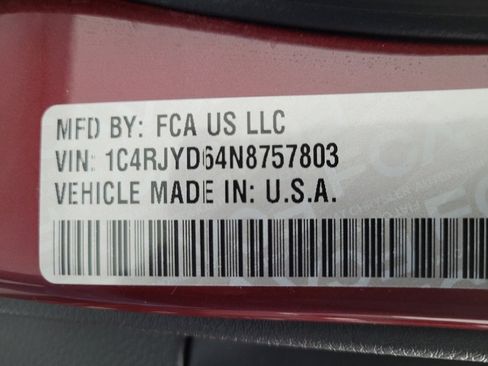 MFD BY: FCA US LLC
VIN: 1C4RJYD64N8757803
VEHICLE MADE IN: U.S.A.